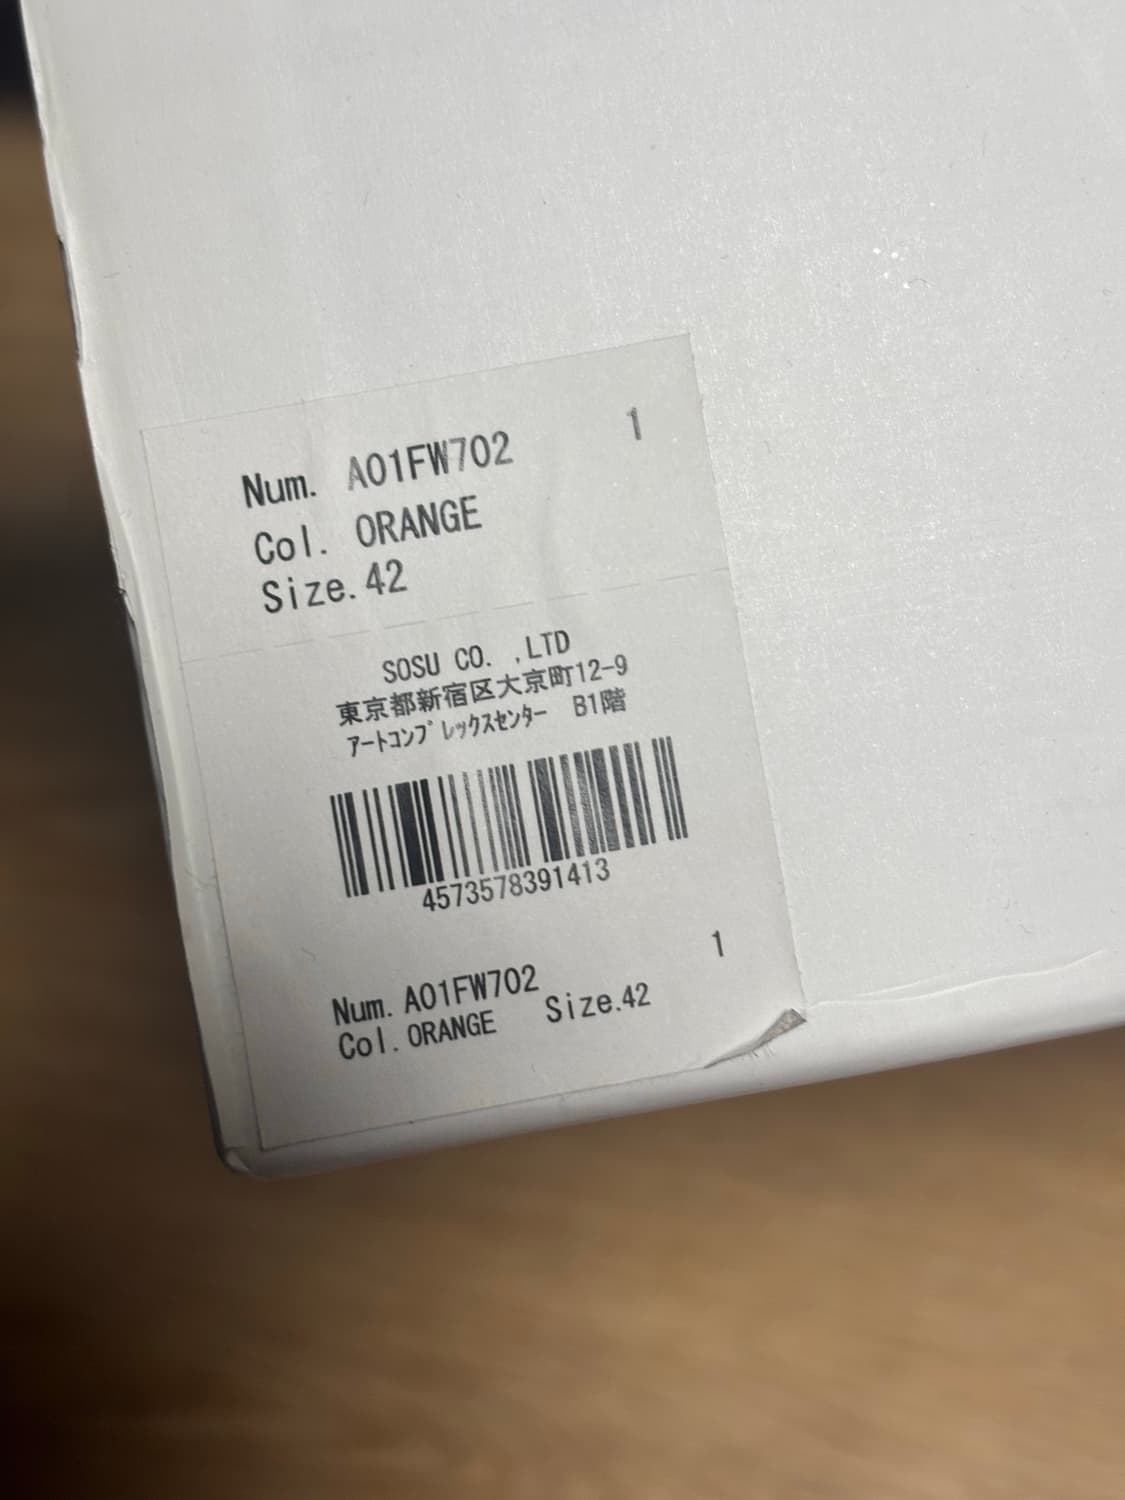 Num. A01FW702 1
Col. ORANGE
Size.42
SOSU CO. ,LTD
東京都新宿区大京町12-9
ｱｰﾄｺﾝﾌﾟﾚｯｸｽｾﾝﾀｰ B1階
4573578391413
1
Num. A01FW702
Col. ORANGE Size.42